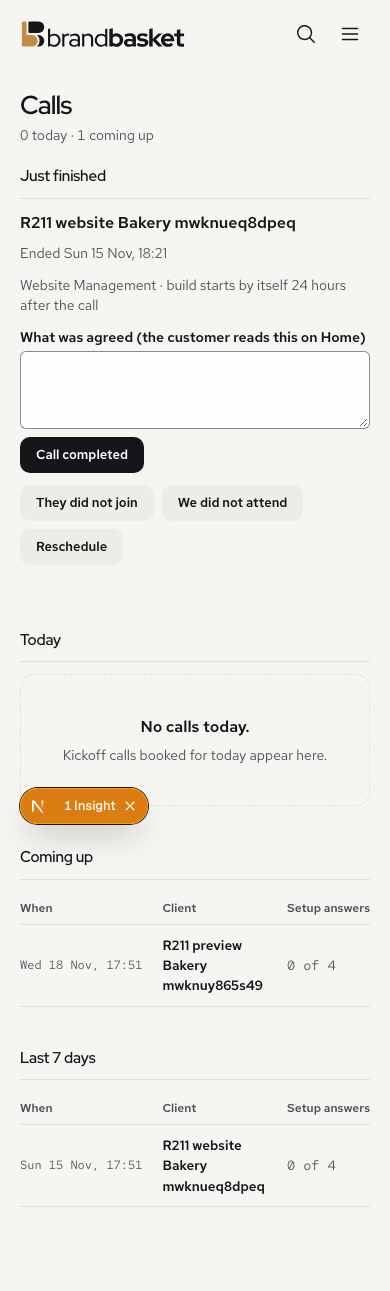 brandbasket
Calls
0 today · 1 coming up
Just finished
R211 website Bakery mwknueq8dpeq
Ended Sun 15 Nov, 18:21
Website Management · build starts by itself 24 hours
after the call
What was agreed (the customer reads this on Home)
Call completed
They did not join
We did not attend
Reschedule
Today
No calls today.
Kickoff calls booked for today appear here.
N 1 Insight
Coming up
When Client Setup answers
R211 preview
Wed 18 Nov, 17:51 Bakery 0 of 4
mwknuy865s49
Last 7 days
When Client Setup answers
R211 website
Sun 15 Nov, 17:51 Bakery 0 of 4
mwknueq8dpeq